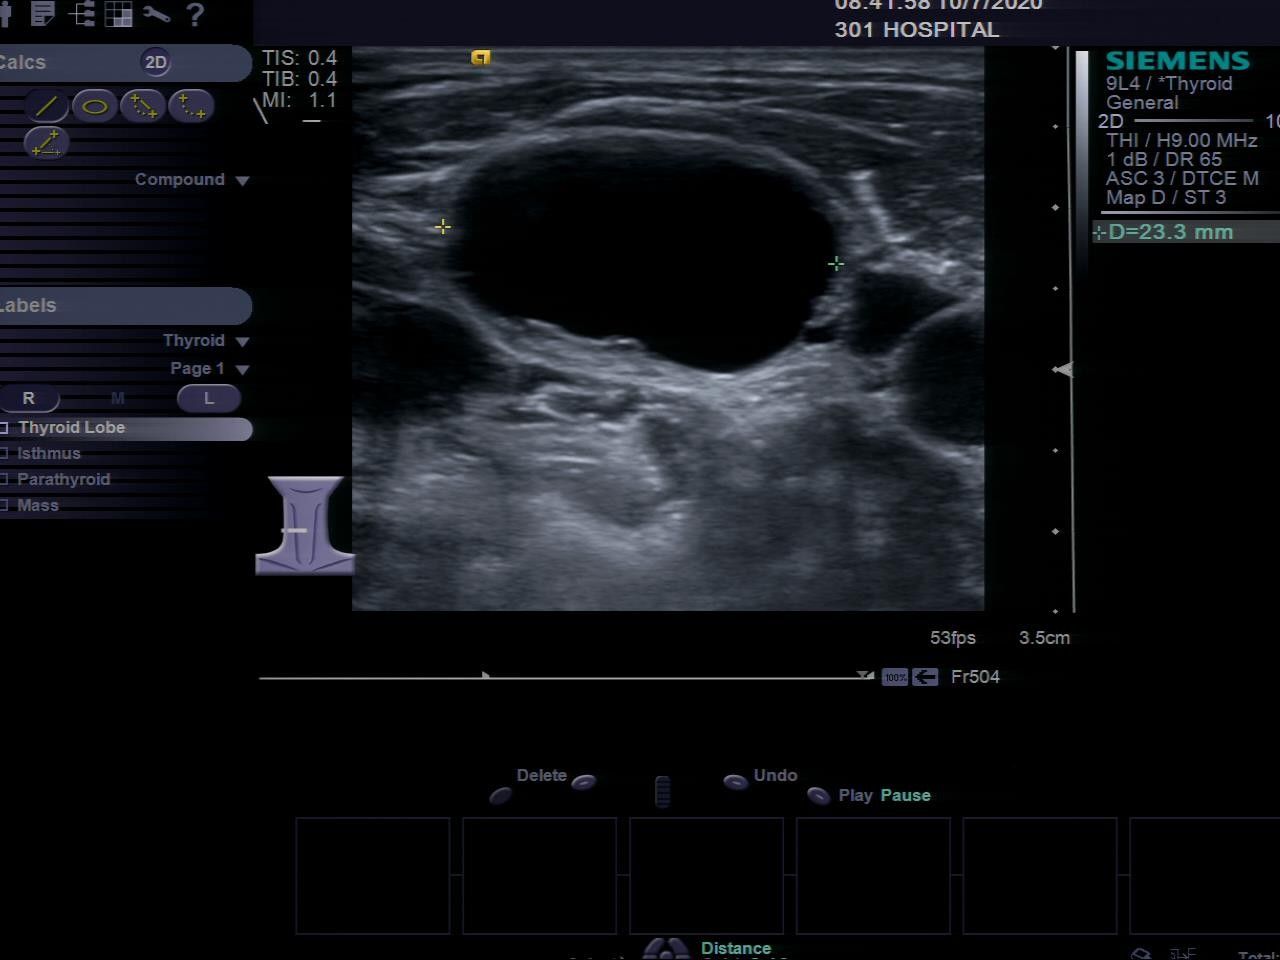 08:41:58 10/7/2020
301 HOSPITAL
Calcs
2D
TIS: 0.4
TIB: 0.4
MI: 1.1
Compound
Labels
Thyroid
Page 1
R M L
Thyroid Lobe
Isthmus
Parathyroid
Mass
SIEMENS
9L4 / *Thyroid
General
2D
THI / H9.00 MHz
1 dB / DR 65
ASC 3 / DTCE M
Map D / ST 3
D=23.3 mm
53fps 3.5cm
100% Fr504
Delete Undo
Play Pause
Distance